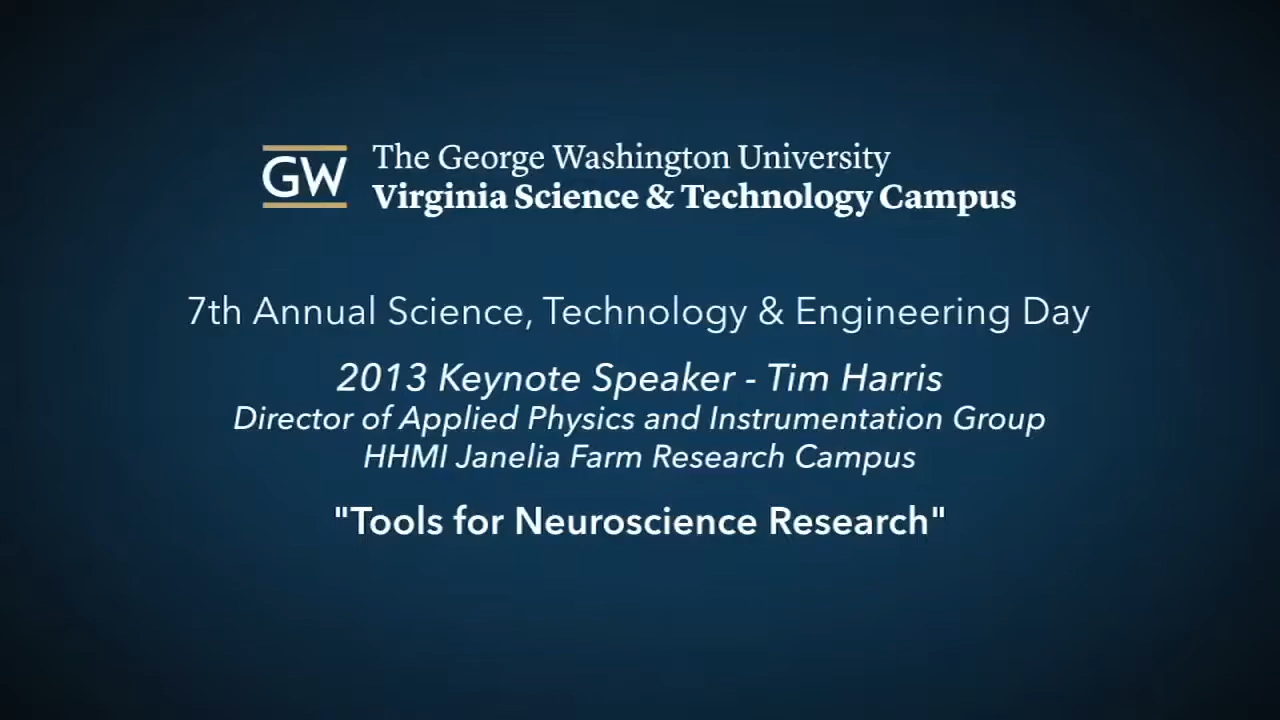 GW
The George Washington University
Virginia Science & Technology Campus
7th Annual Science, Technology & Engineering Day
2013 Keynote Speaker - Tim Harris
Director of Applied Physics and Instrumentation Group
HHMI Janelia Farm Research Campus
"Tools for Neuroscience Research"